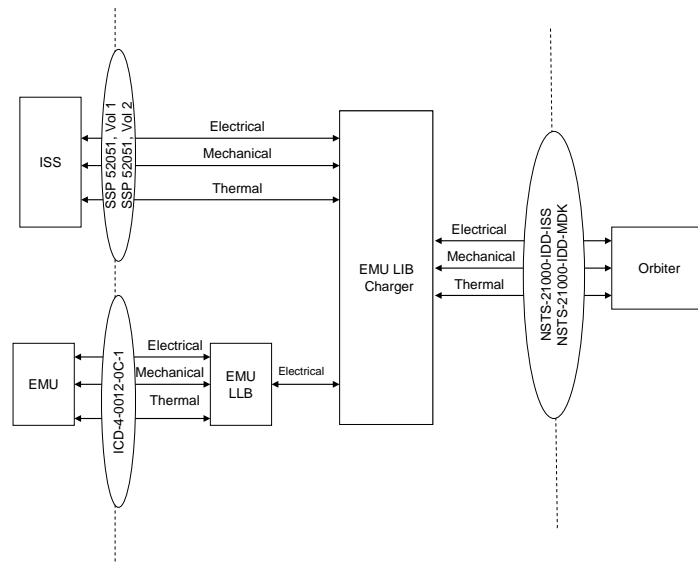 SSP 52051, Vol 1
SSP 52051, Vol 2
ISS
Electrical
Mechanical
Thermal
EMU LIB
Charger
NSTS-21000-IDD-ISS
NSTS-21000-IDD-MDK
Electrical
Mechanical
Thermal
Orbiter
EMU
ICD-4-0012-0C-1
Electrical
Mechanical
Thermal
EMU
LLB
Electrical